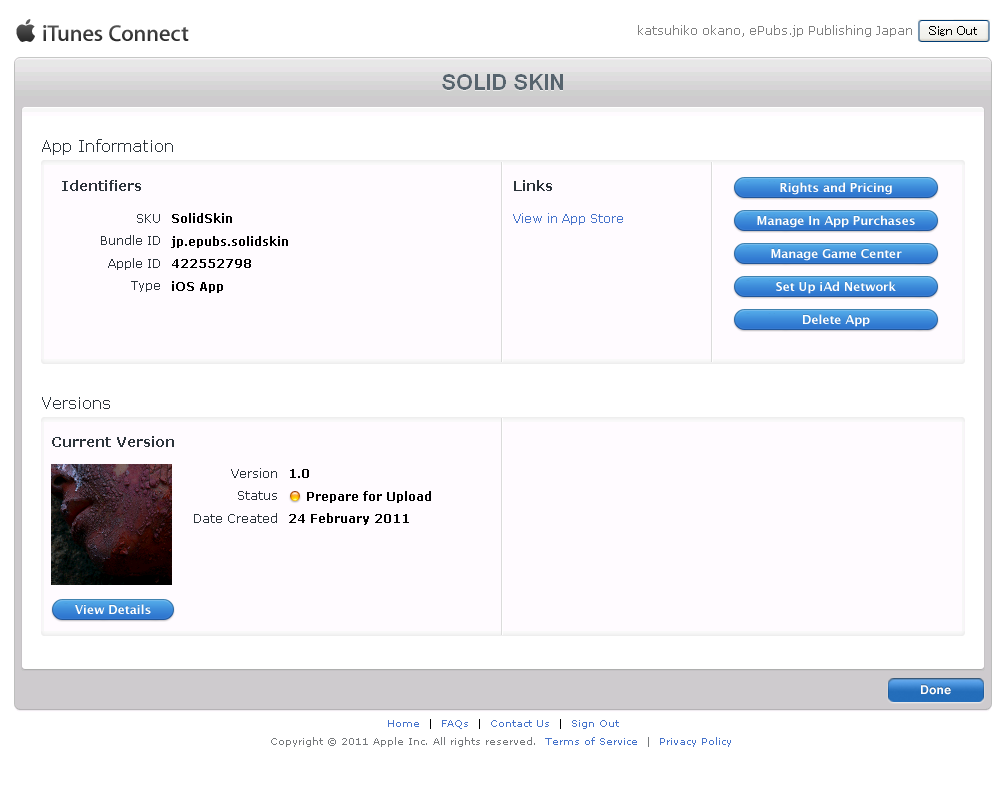 iTunes Connect
katsuhiko okano, ePubs.jp Publishing Japan Sign Out
SOLID SKIN
App Information
Identifiers
SKU SolidSkin
Bundle ID jp.epubs.solidskin
Apple ID 422552798
Type iOS App
Links
View in App Store
Rights and Pricing
Manage In App Purchases
Manage Game Center
Set Up iAd Network
Delete App
Versions
Current Version
Version 1.0
Status Prepare for Upload
Date Created 24 February 2011
View Details
Done
Home | FAQs | Contact Us | Sign Out
Copyright © 2011 Apple Inc. All rights reserved. Terms of Service | Privacy Policy